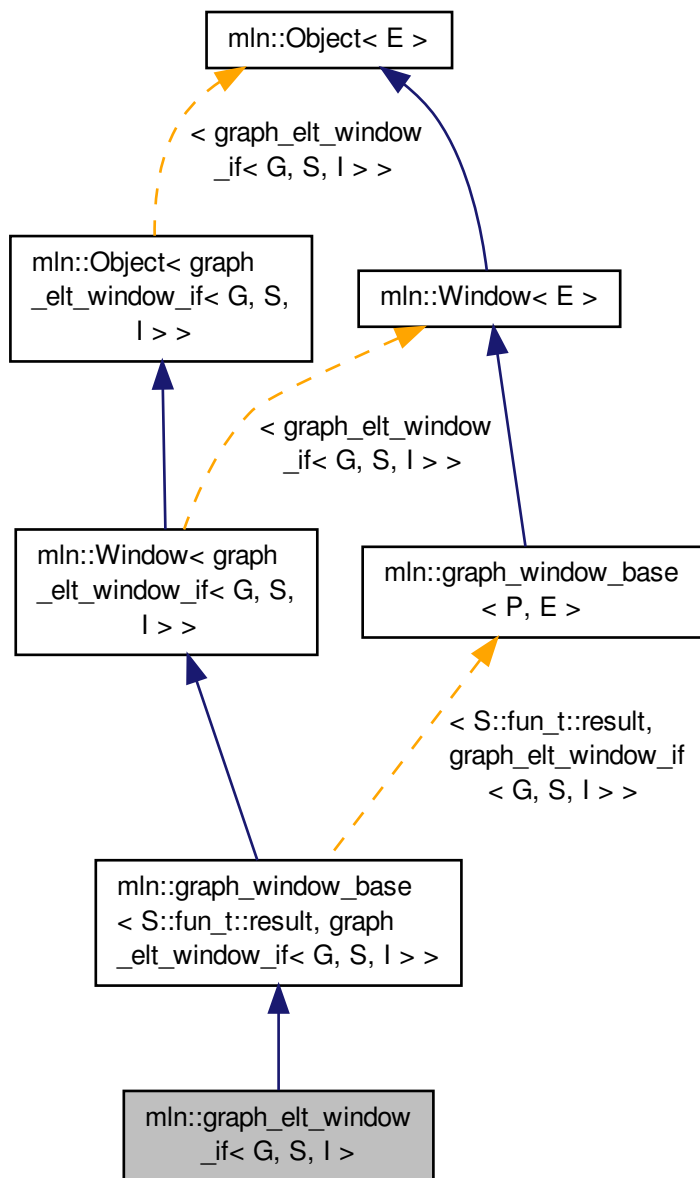 mln::Object< E >
< graph_elt_window
_if< G, S, I > >
mln::Object< graph
_elt_window_if< G, S,
I > >
mln::Window< E >
< graph_elt_window
_if< G, S, I > >
mln::Window< graph
_elt_window_if< G, S,
I > >
mln::graph_window_base
< P, E >
< S::fun_t::result,
graph_elt_window_if
< G, S, I > >
mln::graph_window_base
< S::fun_t::result, graph
_elt_window_if< G, S, I > >
mln::graph_elt_window
_if< G, S, I >